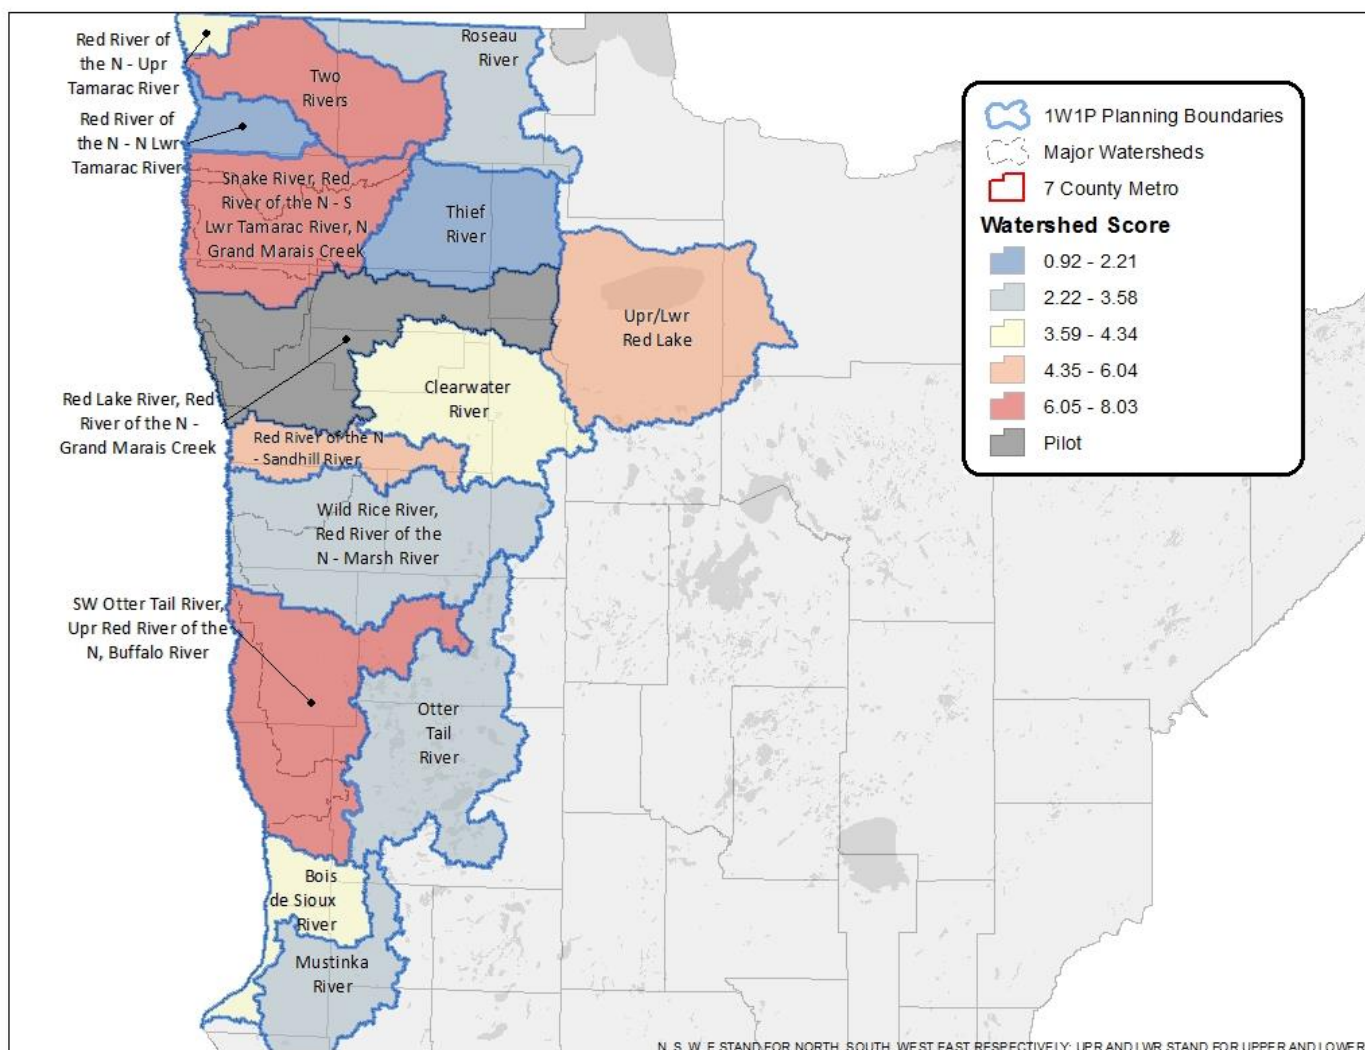 Red River of
the N - Upr
Tamarac River
Red River of
the N - N Lwr
Tamarac River
Two
Rivers
Roseau
River
Snake River, Red
River of the N - S
Lwr Tamarac River, N
Grand Marais Creek
Thief
River
Upr/Lwr
Red Lake
Clearwater
River
Red Lake River, Red
River of the N -
Grand Marais Creek
Red River of the N
- Sandhill River
Wild Rice River,
Red River of the
N - Marsh River
SW Otter Tail River,
Upr Red River of the
N, Buffalo River
Otter
Tail
River
Bois
de Sioux
River
Mustinka
River
1W1P Planning Boundaries
Major Watersheds
7 County Metro
Watershed Score
0.92 - 2.21
2.22 - 3.58
3.59 - 4.34
4.35 - 6.04
6.05 - 8.03
Pilot
N, S, W, E STAND FOR NORTH, SOUTH, WEST EAST RESPECTIVELY; UPR AND LWR STAND FOR UPPER AND LOWER